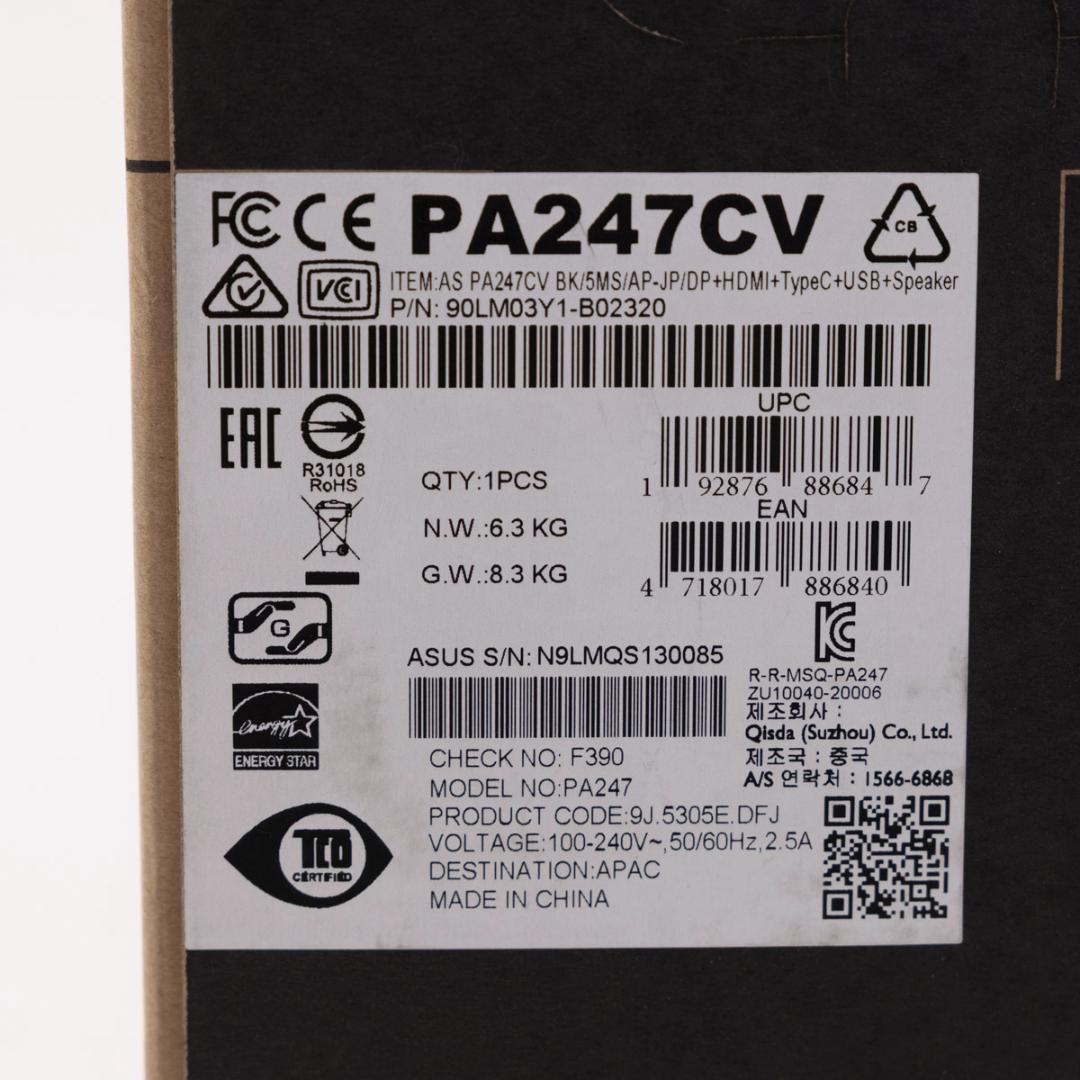 FC CE PA247CV CB
VCCI ITEM:AS PA247CV BK/5MS/AP-JP/DP+HDMI+TypeC+USB+Speaker
P/N: 90LM03Y1-B02320
EAC
R31018
RoHS
QTY:1PCS
N.W.:6.3 KG
G.W.:8.3 KG
UPC
1 92876 88684 7
EAN
4 718017 886840
G
ASUS S/N: N9LMQS130085
R-R-MSQ-PA247
ZU10040-20006
제조회사 :
Qisda (Suzhou) Co., Ltd.
제조국 : 중국
A/S 연락처 : 1566-6868
energy
ENERGY STAR
CHECK NO: F390
MODEL NO:PA247
PRODUCT CODE:9J.5305E.DFJ
VOLTAGE:100-240V~,50/60Hz,2.5A
DESTINATION:APAC
MADE IN CHINA
TCO
CERTIFIED